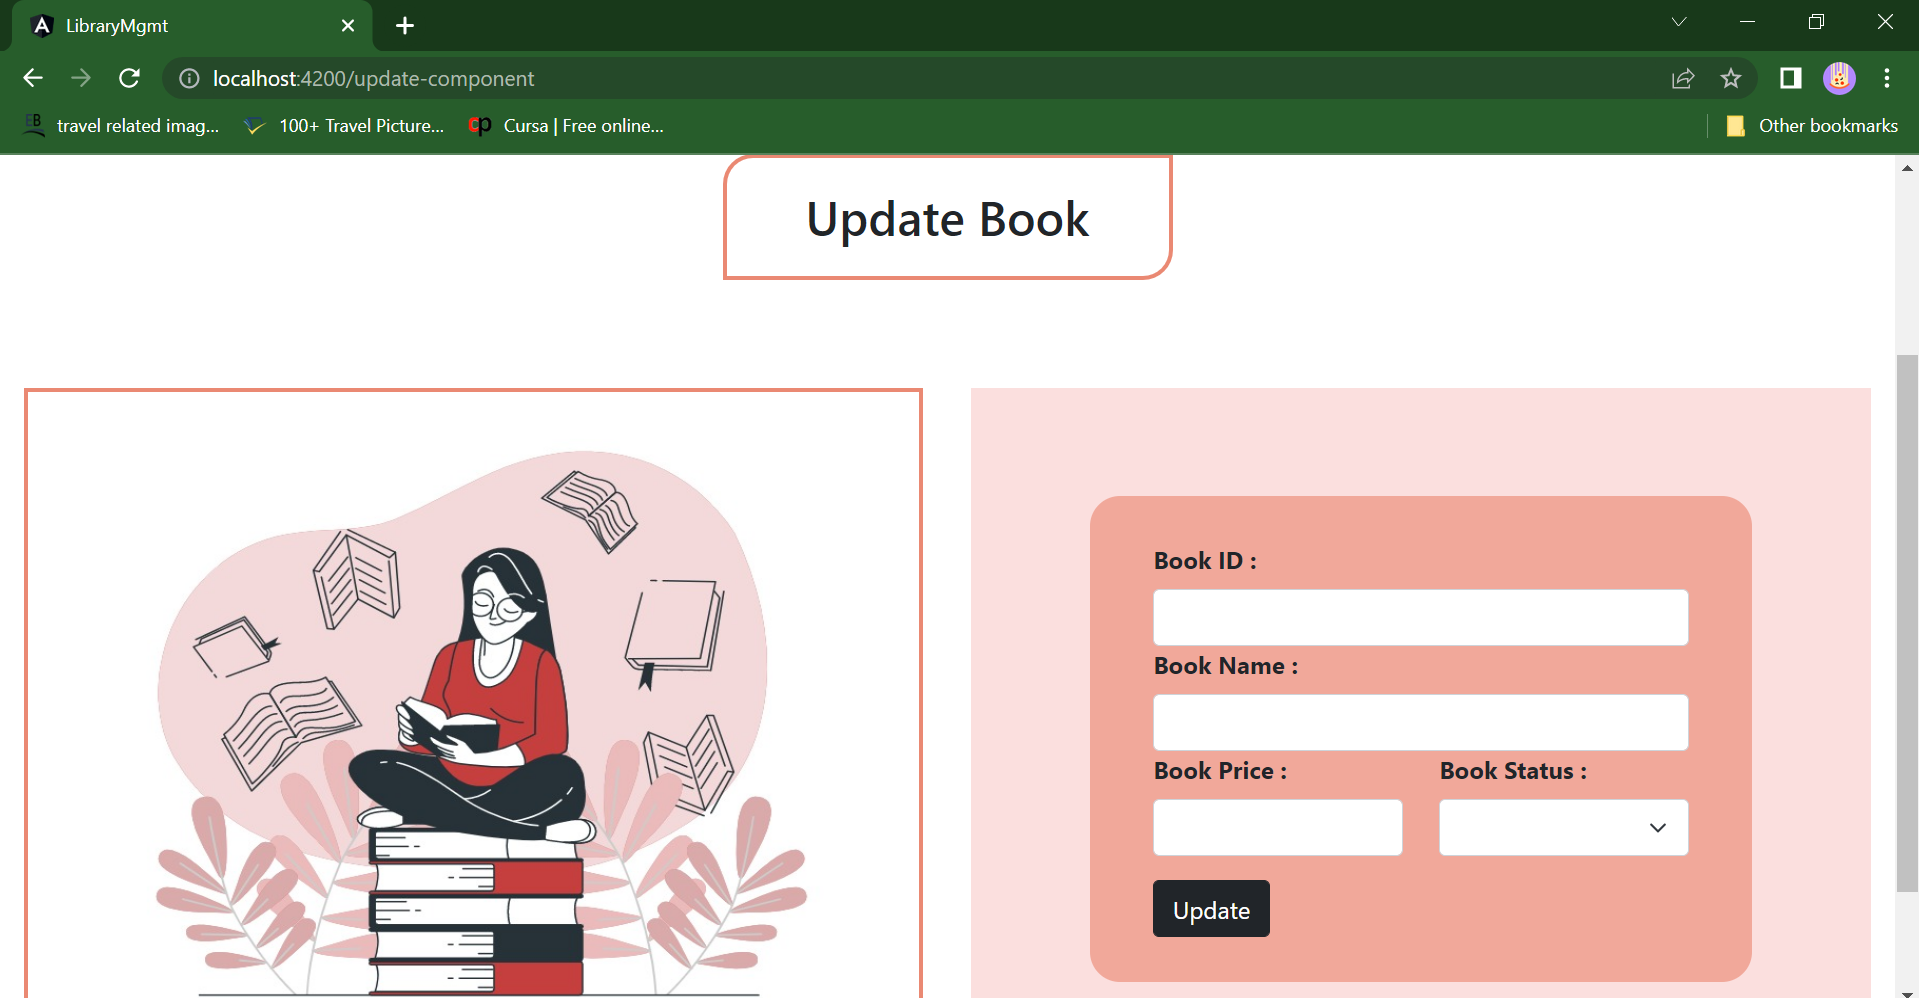 LibraryMgmt
localhost:4200/update-component
travel related imag... 100+ Travel Picture... Cursa | Free online... Other bookmarks
Update Book
Book ID :
Book Name :
Book Price : Book Status :
Update